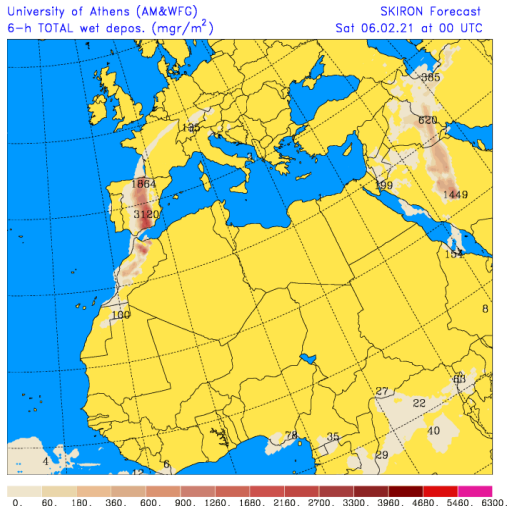 University of Athens (AM&WFG) SKIRON Forecast
6-h TOTAL wet depos. (mgr/m²) Sat 06.02.21 at 00 UTC
385
135 620
1864 199
3120 1449
154
100 8
27 63
22
78 35 40
29
4 6
0. 60. 180. 360. 600. 900. 1260. 1680. 2160. 2700. 3300. 3960. 4680. 5460. 6300.